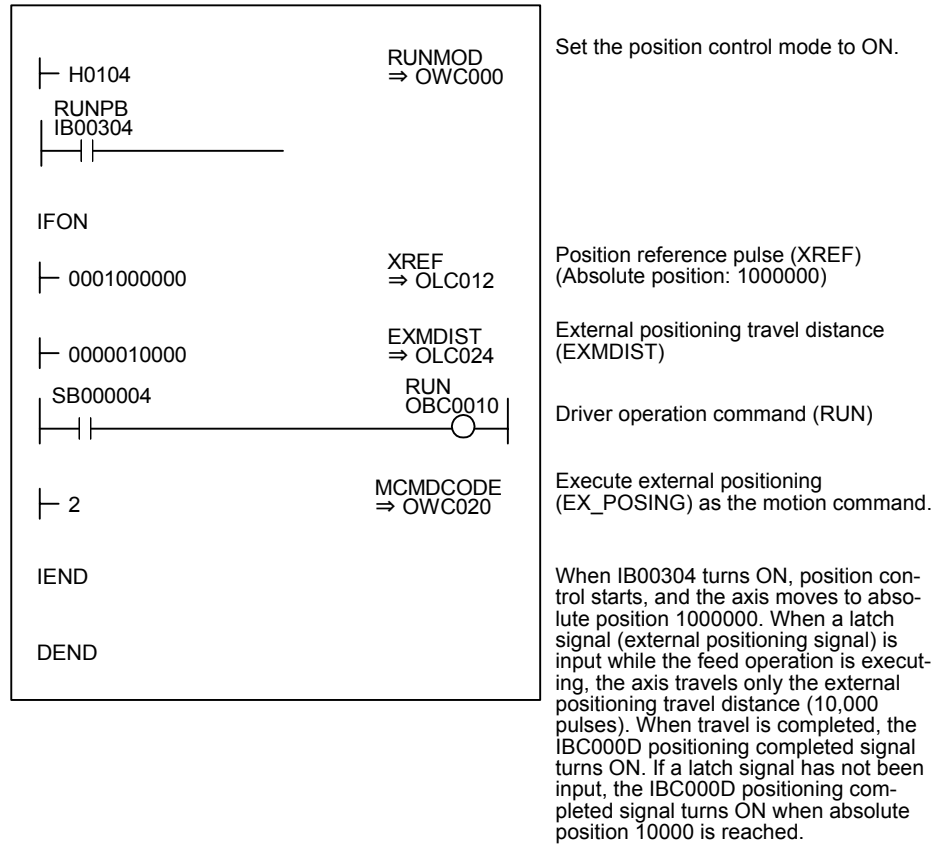 Set the position control mode to ON.
RUNMOD
H0104 ⇒ OWC000
RUNPB
IB00304
IFON
XREF
0001000000 ⇒ OLC012
Position reference pulse (XREF)
(Absolute position: 1000000)
EXMDIST
0000010000 ⇒ OLC024
External positioning travel distance
(EXMDIST)
SB000004
RUN
OBC0010
Driver operation command (RUN)
MCMDCODE
2 ⇒ OWC020
Execute external positioning
(EX_POSING) as the motion command.
IEND
DEND
When IB00304 turns ON, position con-
trol starts, and the axis moves to abso-
lute position 1000000. When a latch
signal (external positioning signal) is
input while the feed operation is execut-
ing, the axis travels only the external
positioning travel distance (10,000
pulses). When travel is completed, the
IBC000D positioning completed signal
turns ON. If a latch signal has not been
input, the IBC000D positioning com-
pleted signal turns ON when absolute
position 10000 is reached.